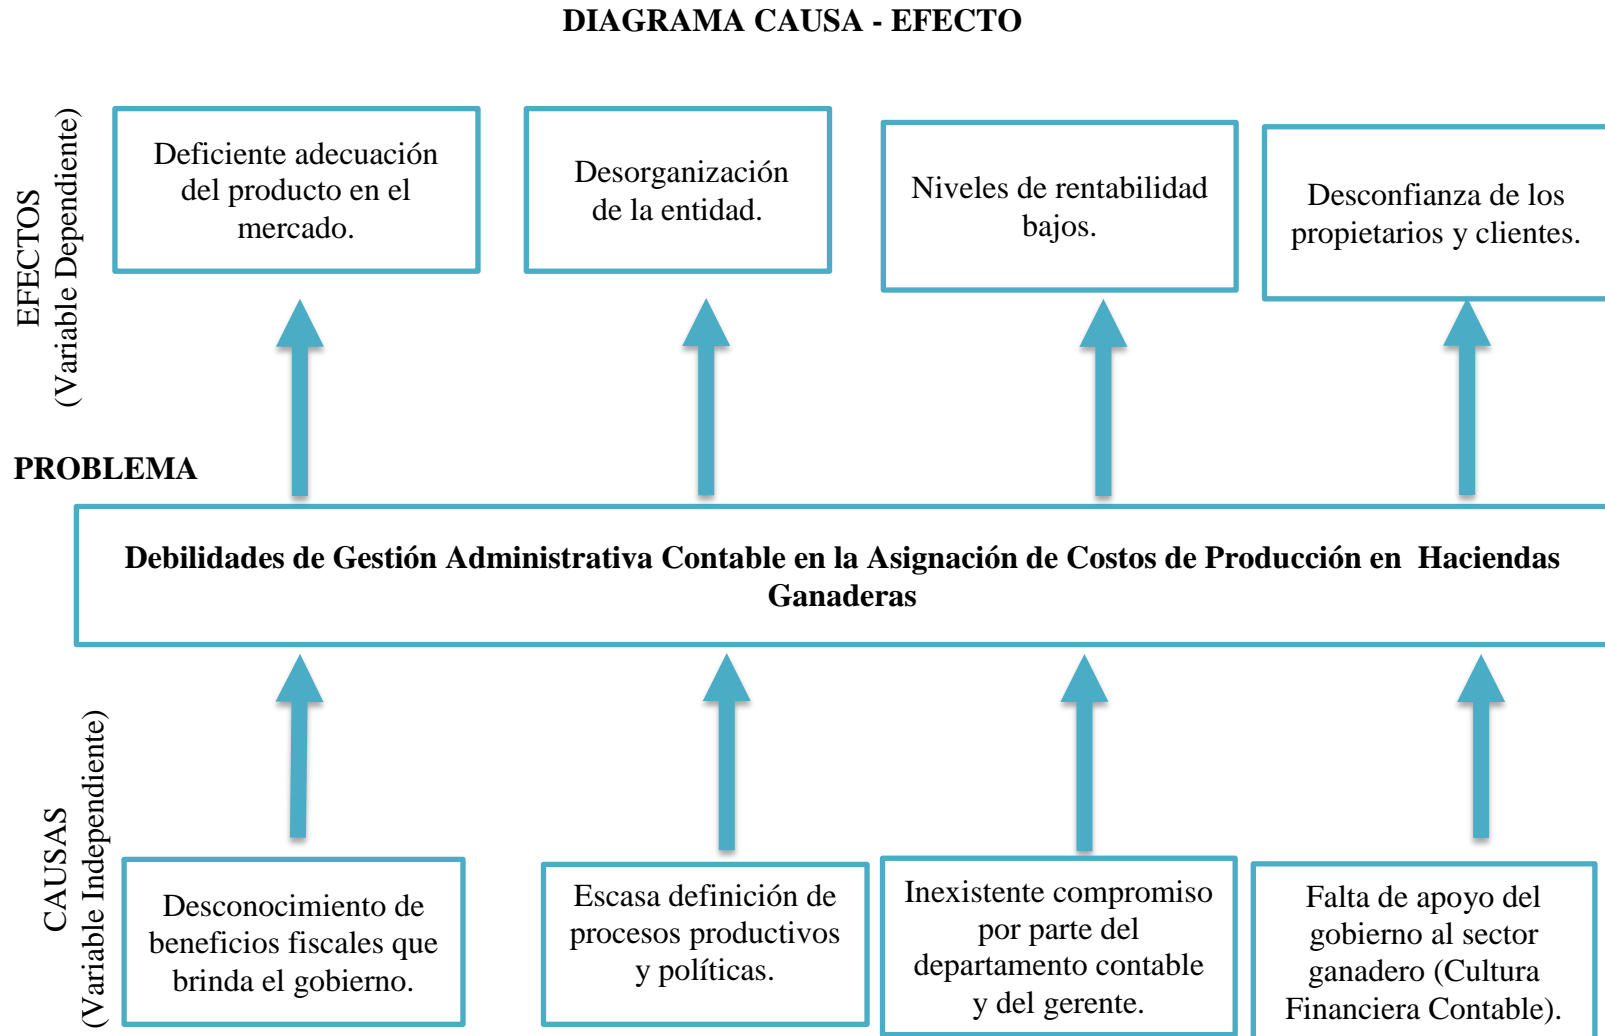 DIAGRAMA CAUSA - EFECTO
EFECTOS
(Variable Dependiente)
Deficiente adecuación
del producto en el
mercado.
Desorganización
de la entidad.
Niveles de rentabilidad
bajos.
Desconfianza de los
propietarios y clientes.
PROBLEMA
Debilidades de Gestión Administrativa Contable en la Asignación de Costos de Producción en Haciendas
Ganaderas
CAUSAS
(Variable Independiente)
Desconocimiento de
beneficios fiscales que
brinda el gobierno.
Escasa definición de
procesos productivos
y políticas.
Inexistente compromiso
por parte del
departamento contable
y del gerente.
Falta de apoyo del
gobierno al sector
ganadero (Cultura
Financiera Contable).